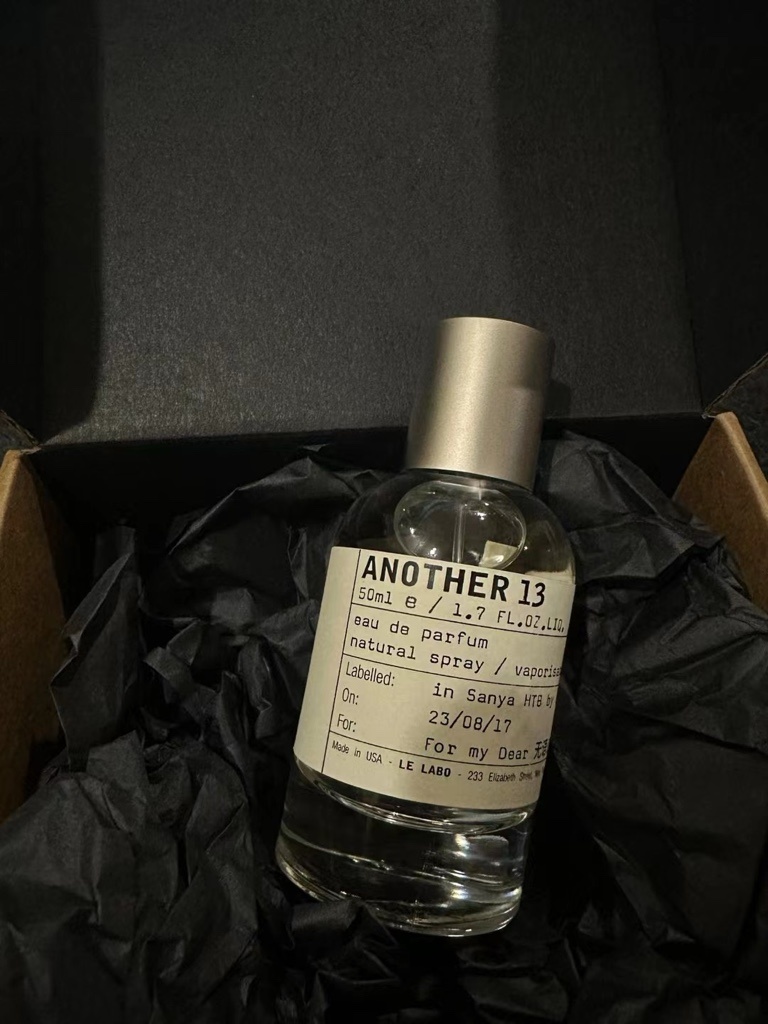 ANOTHER 13
50ml e / 1.7 FL.OZ.LIQ.
eau de parfum
natural spray /
Labelled: in Sanya HTB by
On: 23/08/17
For: For my Dear 无
Made in USA - LE LABO - 233 Elizabeth Street,